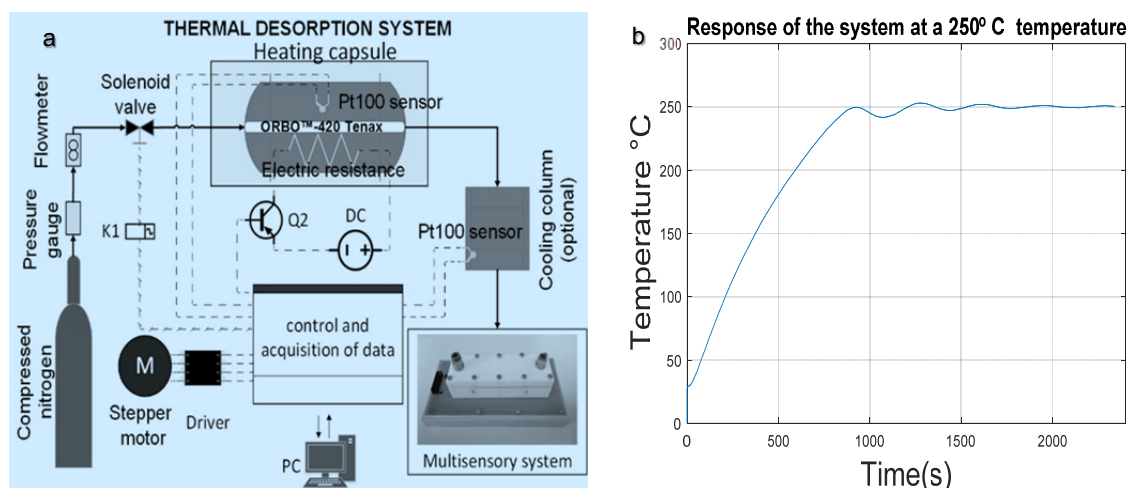 a
THERMAL DESORPTION SYSTEM
Heating capsule
Solenoid
valve
Pt100 sensor
ORBO™-420 Tenax
Electric resistance
Flowmeter
Pressure
gauge
K1
Q2
DC
Pt100 sensor
Cooling column
(optional)
Compressed
nitrogen
control and
acquisition of data
M
Stepper
motor
Driver
PC
Multisensory system
b
Response of the system at a 250º C temperature
Temperature °C
300
250
200
150
100
50
0
0
500
1000
1500
2000
Time(s)